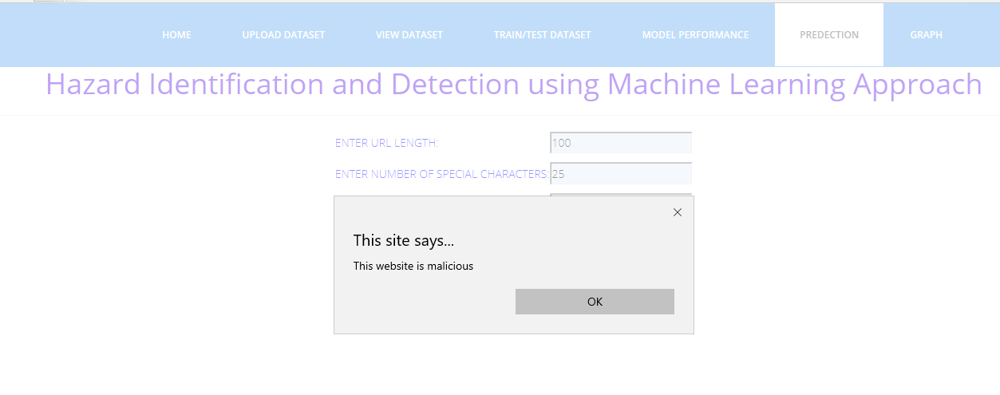 HOME UPLOAD DATASET VIEW DATASET TRAIN/TEST DATASET MODEL PERFORMANCE PREDECTION GRAPH
Hazard Identification and Detection using Machine Learning Approach
ENTER URL LENGTH: 100
ENTER NUMBER OF SPECIAL CHARACTERS: 25
This site says...
This website is malicious
OK